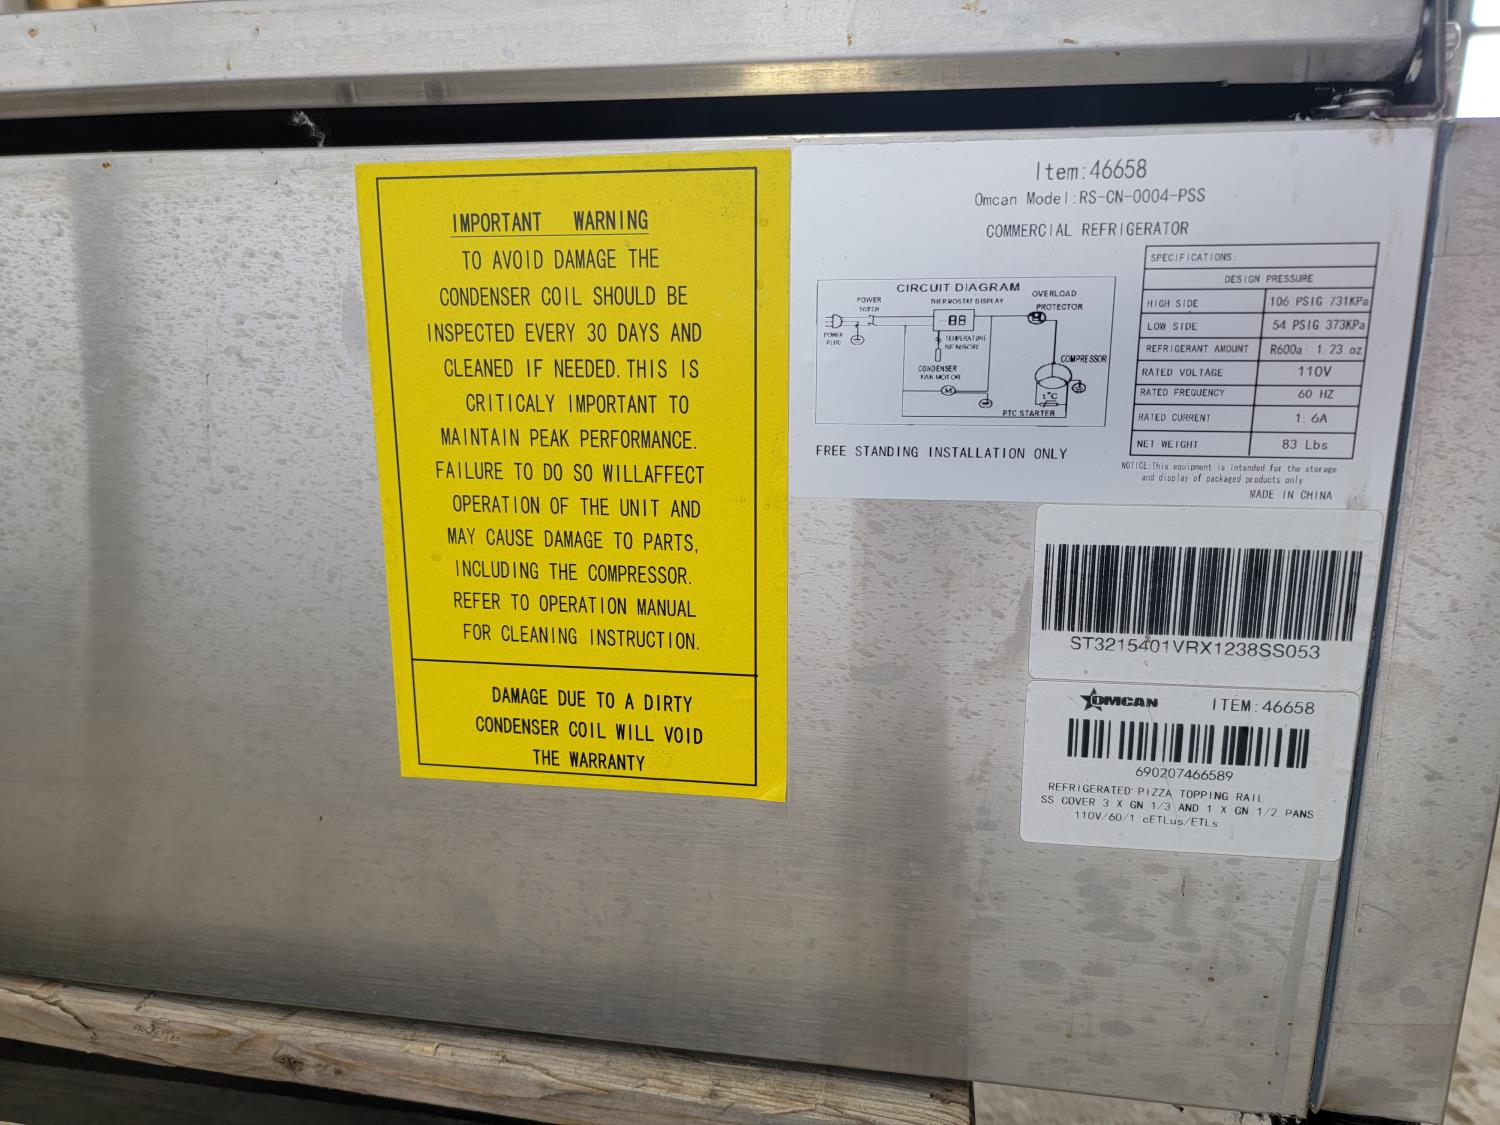 IMPORTANT WARNING
TO AVOID DAMAGE THE
CONDENSER COIL SHOULD BE
INSPECTED EVERY 30 DAYS AND
CLEANED IF NEEDED. THIS IS
CRITICALY IMPORTANT TO
MAINTAIN PEAK PERFORMANCE.
FAILURE TO DO SO WILLAFFECT
OPERATION OF THE UNIT AND
MAY CAUSE DAMAGE TO PARTS,
INCLUDING THE COMPRESSOR.
REFER TO OPERATION MANUAL
FOR CLEANING INSTRUCTION.
DAMAGE DUE TO A DIRTY
CONDENSER COIL WILL VOID
THE WARRANTY
Item:46658
Omcan Model:RS-CN-0004-PSS
COMMERCIAL REFRIGERATOR
CIRCUIT DIAGRAM
THERMOSTAT DISPLAY
OVERLOAD
PROTECTOR
POWER
SWITCH
88
POWER
PLUG
TEMPERATURE
SENSOR
CONDENSER
FAN MOTOR
M
COMPRESSOR
t°C
PTC STARTER
FREE STANDING INSTALLATION ONLY
SPECIFICATIONS:
DESIGN PRESSURE
HIGH SIDE 106 PSIG 731KPa
LOW SIDE 54 PSIG 373KPa
REFRIGERANT AMOUNT R600a · 1.23 oz
RATED VOLTAGE 110V
RATED FREQUENCY 60 HZ
RATED CURRENT 1.6A
NET WEIGHT 83 Lbs
NOTICE:This equipment is intended for the storage
and display of packaged products only
MADE IN CHINA
ST3215401VRX1238SS053
OMCAN ITEM:46658
690207466589
REFRIGERATED PIZZA TOPPING RAIL
SS COVER 3 X GN 1/3 AND 1 X GN 1/2 PANS
110V/60/1 cETLus/ETLs